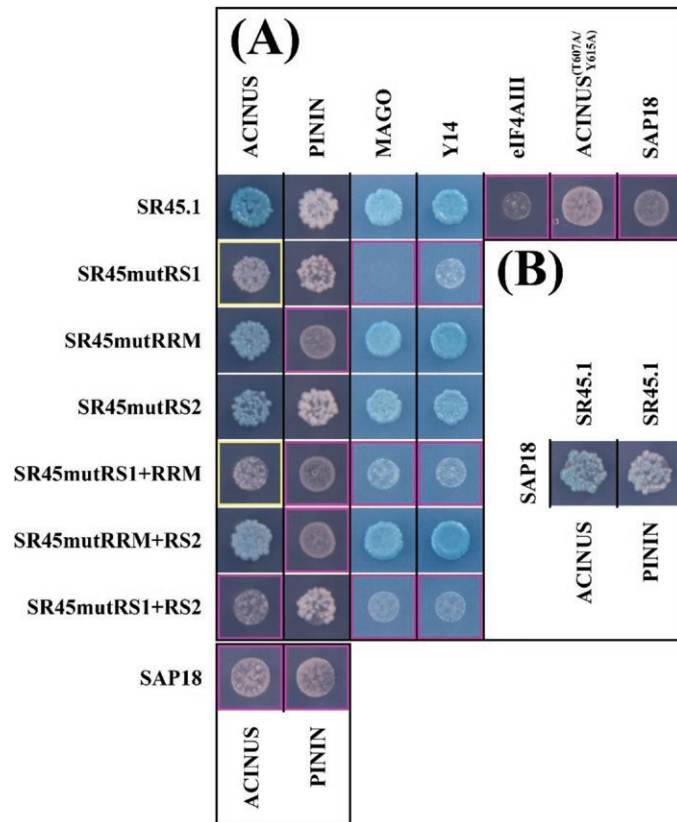 (A)
ACINUS
PININ
MAGO
Y14
eIF4AIII
ACINUS(T607A/
Y615A)
SAP18
SR45.1
SR45mutRS1
SR45mutRRM
SR45mutRS2
SR45mutRS1+RRM
SR45mutRRM+RS2
SR45mutRS1+RS2
SAP18
ACINUS
PININ
(B)
SR45.1
SR45.1
SAP18
ACINUS
PININ